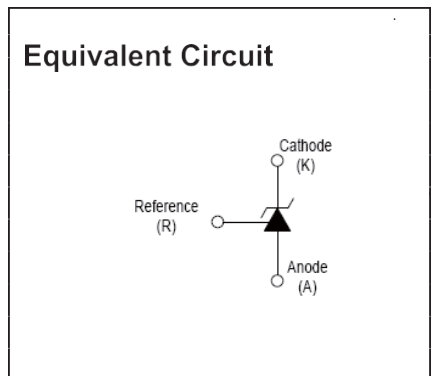 Equivalent Circuit
Cathode
(K)
Reference
(R)
Anode
(A)